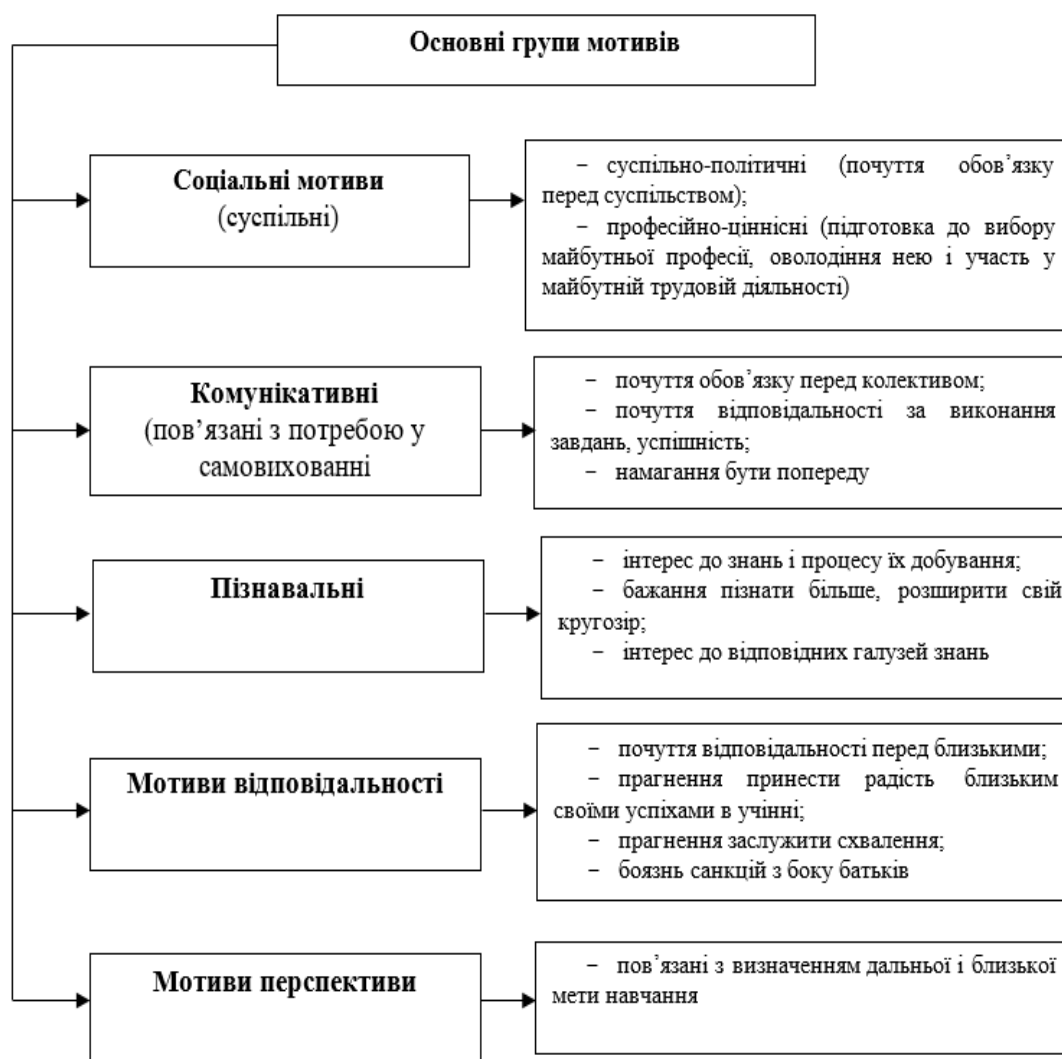 Основні групи мотивів
Соціальні мотиви
(суспільні)
− суспільно-політичні (почуття обов’язку
перед суспільством);
− професійно-ціннісні (підготовка до вибору
майбутньої професії, оволодіння нею і участь у
майбутній трудовій діяльності)
Комунікативні
(пов’язані з потребою у
самовихованні
− почуття обов’язку перед колективом;
− почуття відповідальності за виконання
завдань, успішність;
− намагання бути попереду
Пізнавальні
− інтерес до знань і процесу їх добування;
− бажання пізнати більше, розширити свій
кругозір;
− інтерес до відповідних галузей знань
Мотиви відповідальності
− почуття відповідальності перед близькими;
− прагнення принести радість близьким
своїми успіхами в учінні;
− прагнення заслужити схвалення;
− боязнь санкцій з боку батьків
Мотиви перспективи
− пов’язані з визначенням дальньої і близької
мети навчання